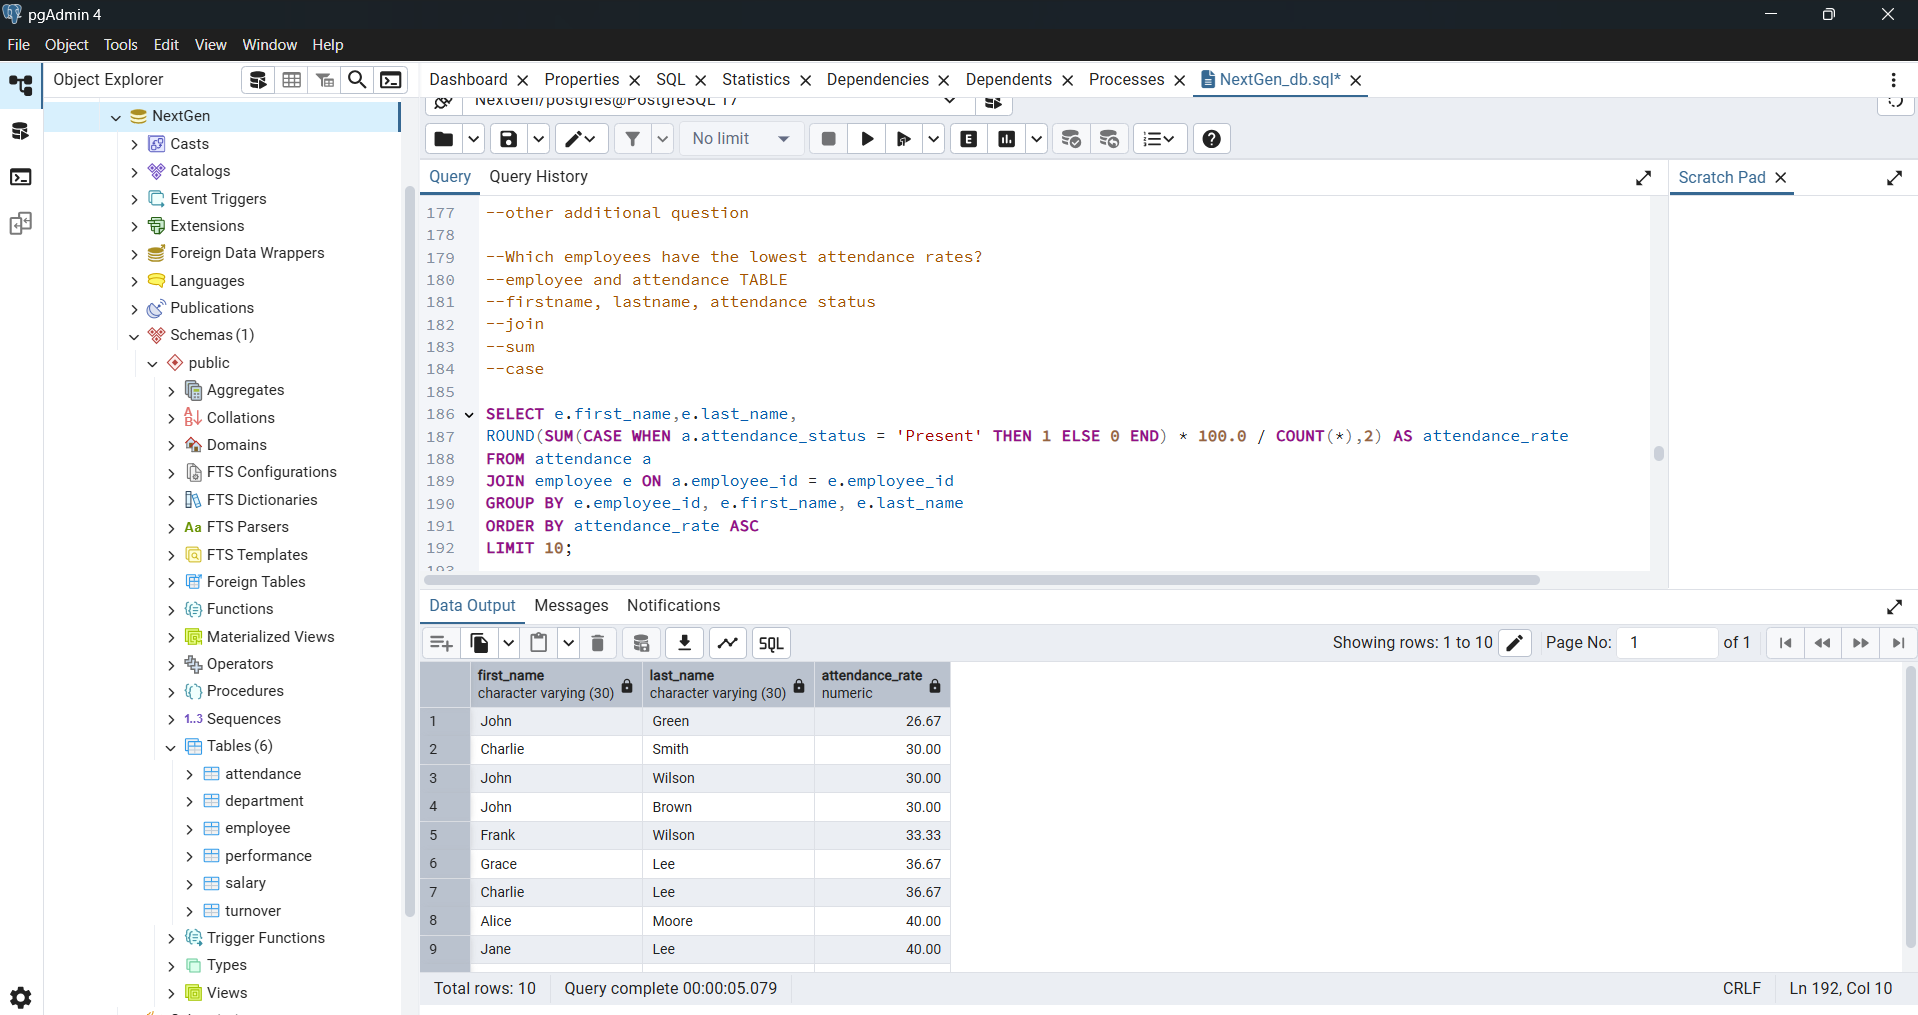 pgAdmin 4
File Object Tools Edit View Window Help
Object Explorer
Dashboard Properties SQL Statistics Dependencies Dependents Processes NextGen_db.sql*
NextGen/postgres@PostgreSQL 17
No limit
Query Query History
Scratch Pad
NextGen
Casts
Catalogs
Event Triggers
Extensions
Foreign Data Wrappers
Languages
Publications
Schemas (1)
public
Aggregates
Collations
Domains
FTS Configurations
FTS Dictionaries
FTS Parsers
FTS Templates
Foreign Tables
Functions
Materialized Views
Operators
Procedures
1..3 Sequences
Tables (6)
attendance
department
employee
performance
salary
turnover
Trigger Functions
Types
Views
177 --other additional question
178
179 --Which employees have the lowest attendance rates?
180 --employee and attendance TABLE
181 --firstname, lastname, attendance status
182 --join
183 --sum
184 --case
185
186 SELECT e.first_name,e.last_name,
187 ROUND(SUM(CASE WHEN a.attendance_status = 'Present' THEN 1 ELSE 0 END) * 100.0 / COUNT(*),2) AS attendance_rate
188 FROM attendance a
189 JOIN employee e ON a.employee_id = e.employee_id
190 GROUP BY e.employee_id, e.first_name, e.last_name
191 ORDER BY attendance_rate ASC
192 LIMIT 10;
193
Data Output Messages Notifications
SQL
Showing rows: 1 to 10 Page No: 1 of 1
first_name last_name attendance_rate
character varying (30) character varying (30) numeric
1 John Green 26.67
2 Charlie Smith 30.00
3 John Wilson 30.00
4 John Brown 30.00
5 Frank Wilson 33.33
6 Grace Lee 36.67
7 Charlie Lee 36.67
8 Alice Moore 40.00
9 Jane Lee 40.00
Total rows: 10 Query complete 00:00:05.079 CRLF Ln 192, Col 10